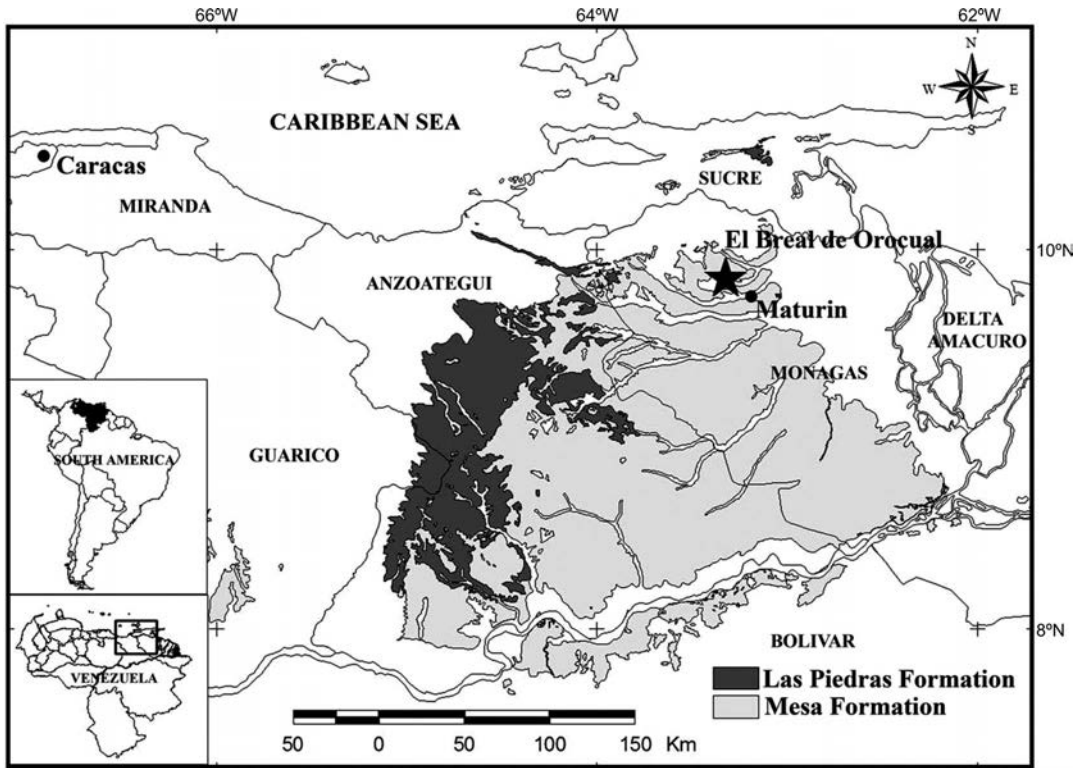 66ºW
64ºW
62ºW
N
W
E
S
CARIBBEAN SEA
Caracas
SUCRE
MIRANDA
El Breal de Orocual
10ºN
ANZOATEGUI
Maturin
DELTA
AMACURO
MONAGAS
SOUTH AMERICA
GUARICO
8ºN
BOLIVAR
VENEZUELA
Las Piedras Formation
Mesa Formation
50
0
50
100
150
Km